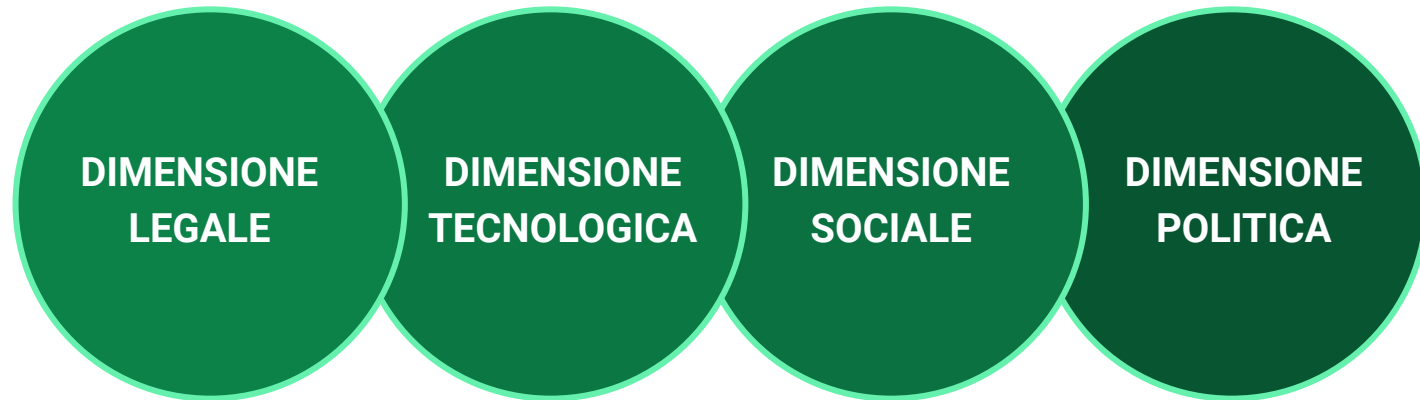 DIMENSIONE
LEGALE
DIMENSIONE
TECNOLOGICA
DIMENSIONE
SOCIALE
DIMENSIONE
POLITICA